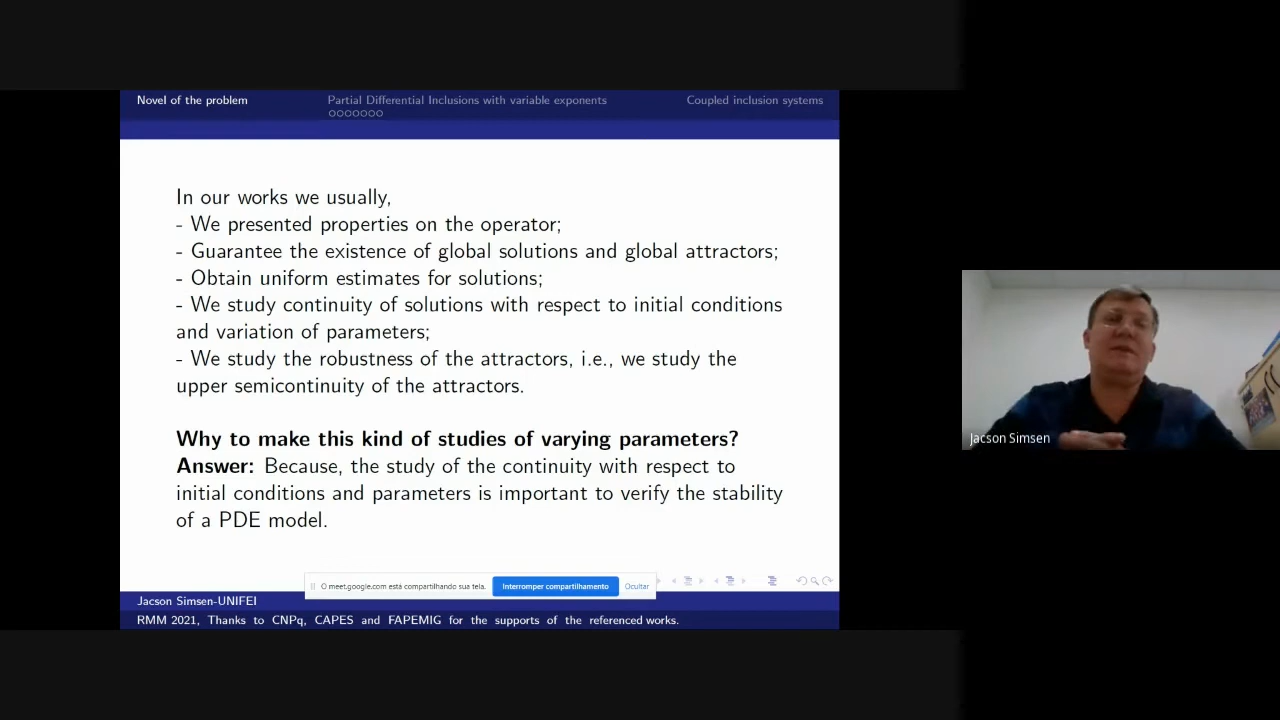 Novel of the problem
Partial Differential Inclusions with variable exponents
Coupled inclusion systems
In our works we usually,
- We presented properties on the operator;
- Guarantee the existence of global solutions and global attractors;
- Obtain uniform estimates for solutions;
- We study continuity of solutions with respect to initial conditions
and variation of parameters;
- We study the robustness of the attractors, i.e., we study the
upper semicontinuity of the attractors.
Why to make this kind of studies of varying parameters?
Answer: Because, the study of the continuity with respect to
initial conditions and parameters is important to verify the stability
of a PDE model.
Jacson Simsen
O meet.google.com está compartilhando sua tela.
Interromper compartilhamento
Ocultar
Jacson Simsen-UNIFEI
RMM 2021, Thanks to CNPq, CAPES and FAPEMIG for the supports of the referenced works.